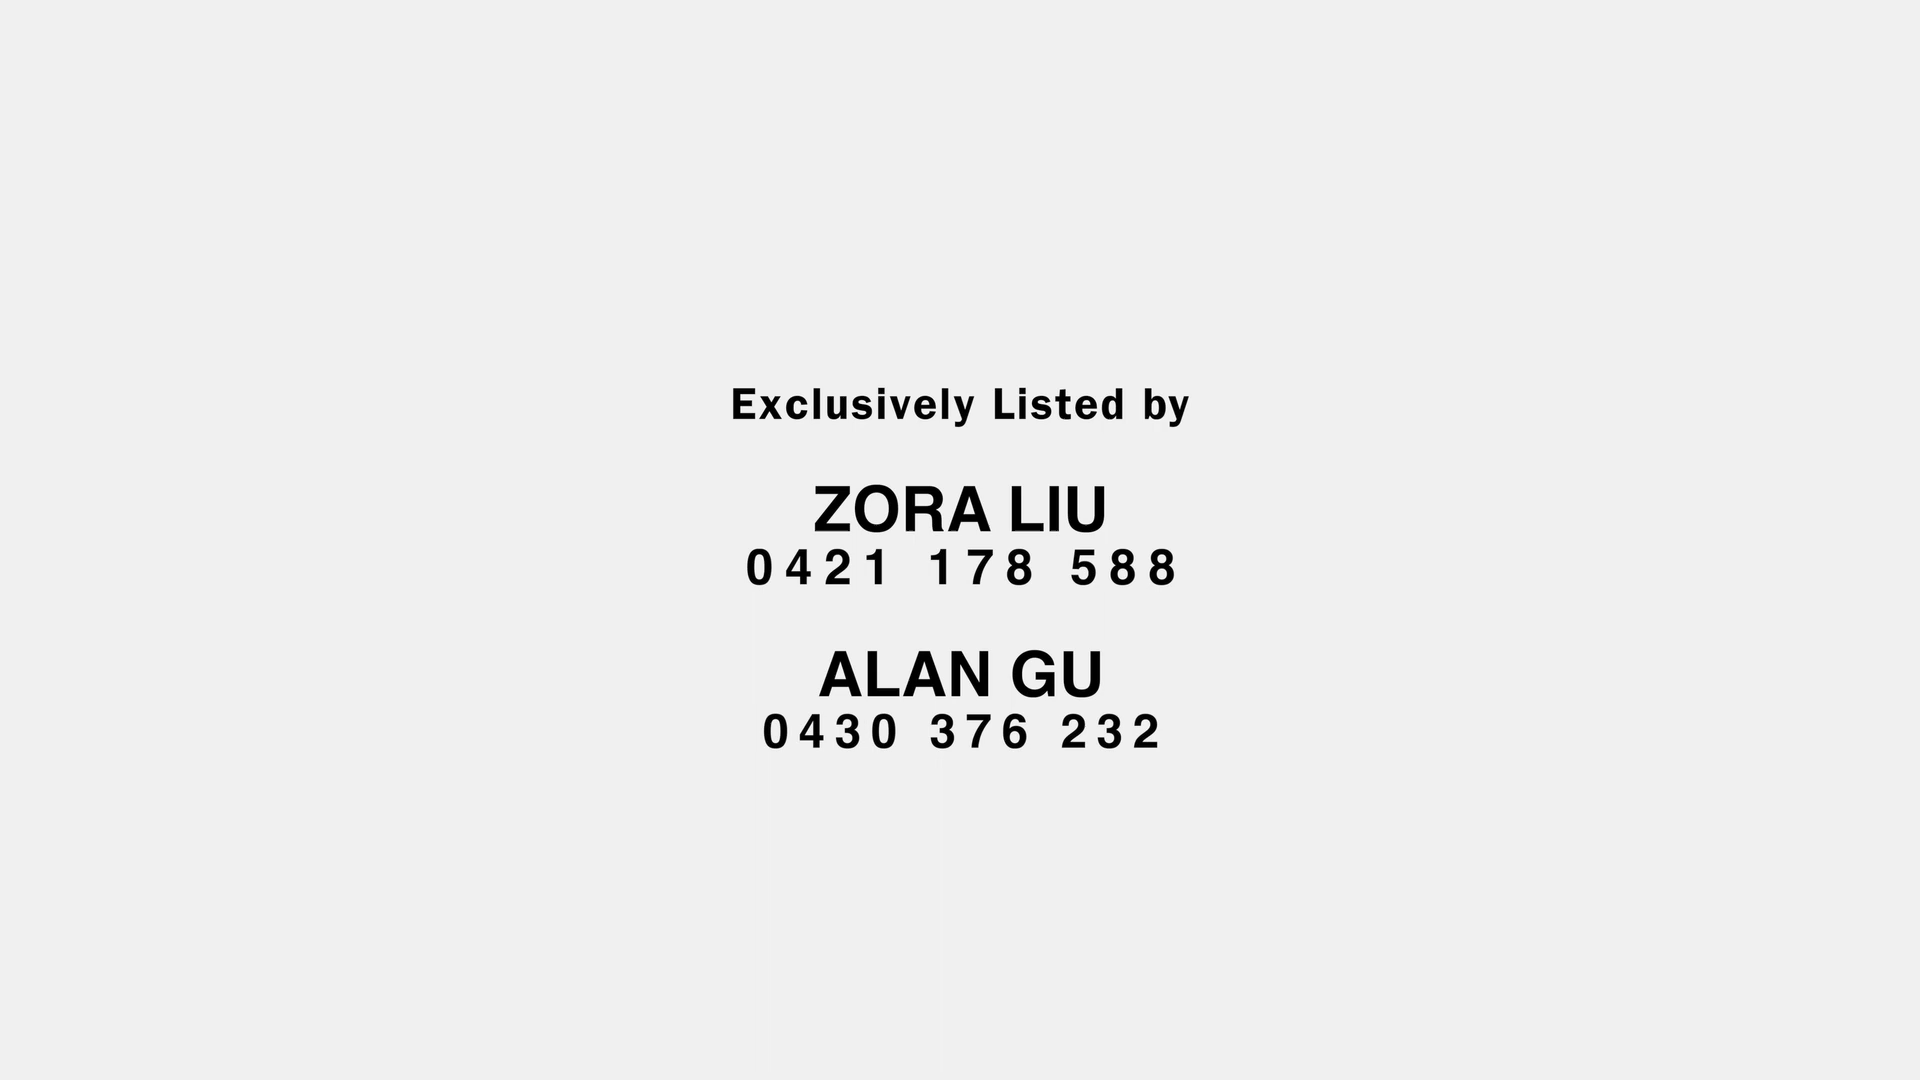 Exclusively Listed by
ZORA LIU
0421 178 588
ALAN GU
0430 376 232